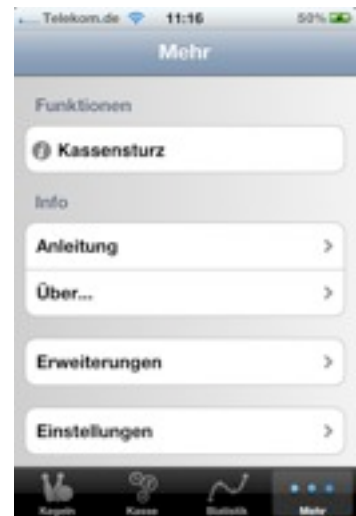 Telekom.de 11:16 50%
Mehr
Funktionen
Kassensturz
Info
Anleitung
Über...
Erweiterungen
Einstellungen
Kegeln Kasse Statistik Mehr